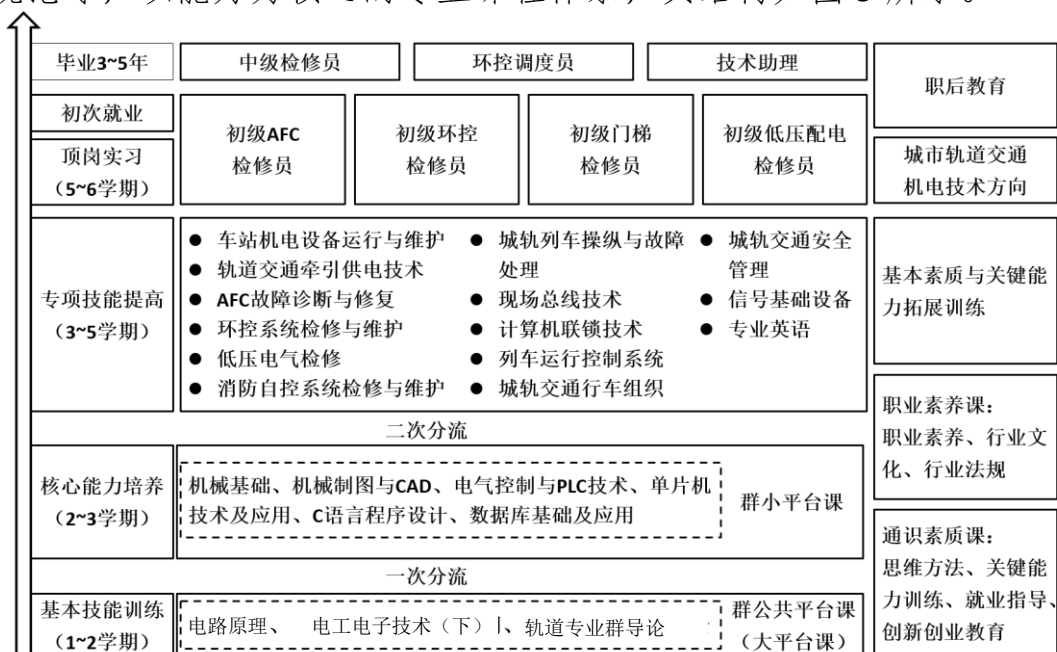 毕业3~5年
中级检修员
环控调度员
技术助理
职后教育
初次就业
顶岗实习
（5~6学期）
初级AFC
检修员
初级环控
检修员
初级门梯
检修员
初级低压配电
检修员
城市轨道交通
机电技术方向
专项技能提高
（3~5学期）
● 车站机电设备运行与维护
● 轨道交通牵引供电技术
● AFC故障诊断与修复
● 环控系统检修与维护
● 低压电气检修
● 消防自控系统检修与维护
● 城轨列车操纵与故障
处理
● 现场总线技术
● 计算机联锁技术
● 列车运行控制系统
● 城轨交通行车组织
● 城轨交通安全
管理
● 信号基础设备
● 专业英语
基本素质与关键能
力拓展训练
二次分流
职业素养课：
职业素养、行业文
化、行业法规
核心能力培养
（2~3学期）
机械基础、机械制图与CAD、电气控制与PLC技术、单片机
技术及应用、C语言程序设计、数据库基础及应用
群小平台课
一次分流
通识素质课：
思维方法、关键能
力训练、就业指导、
创新创业教育
基本技能训练
（1~2学期）
电路原理、 电工电子技术（下）、轨道专业群导论
群公共平台课
（大平台课）